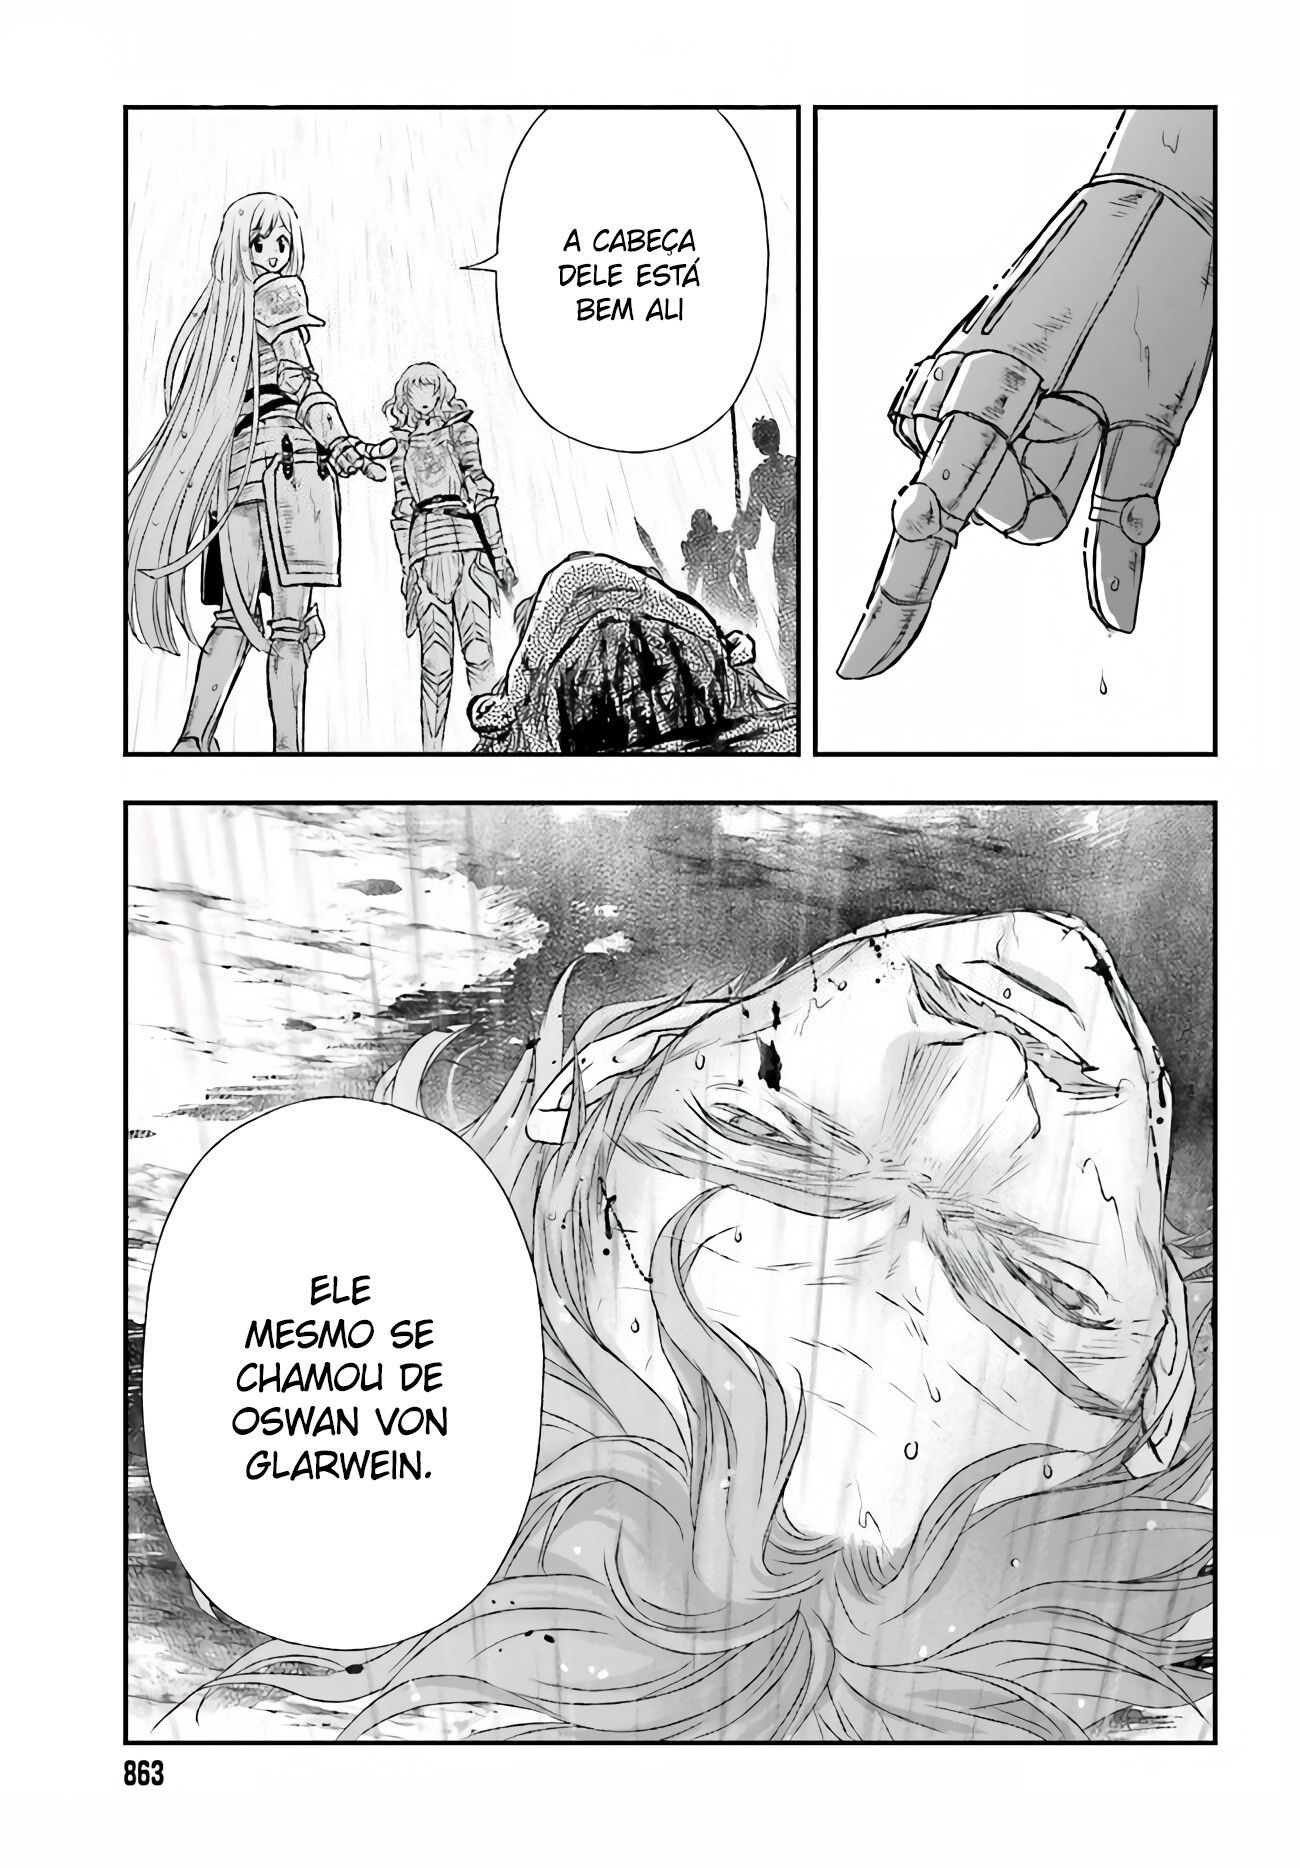 A CABEÇA
DELE ESTÁ
BEM ALI
ELE
MESMO SE
CHAMOU DE
OSWAN VON
GLARWEIN.
863